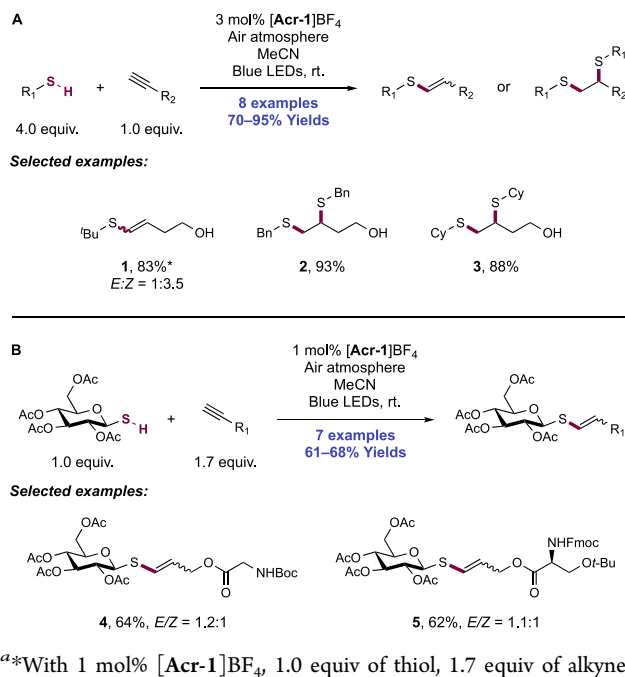 A
3 mol% [Acr-1]BF4
Air atmosphere
MeCN
Blue LEDs, rt.
8 examples
70–95% Yields
R1 S H
+
R2
R1 S R2
or
R1 S S R1 R2
4.0 equiv.
1.0 equiv.
Selected examples:
tBu S OH
Bn S S Bn OH
Cy S S Cy OH
1, 83%*
E:Z = 1:3.5
2, 93%
3, 88%
B
1 mol% [Acr-1]BF4
Air atmosphere
MeCN
Blue LEDs, rt.
7 examples
61–68% Yields
OAc AcO AcO O OAc S H
+
R1
OAc AcO AcO O OAc S R1
1.0 equiv.
1.7 equiv.
Selected examples:
OAc AcO AcO O OAc S O O NHBoc
OAc AcO AcO O OAc S O O NHFmoc Ot-Bu
4, 64%, E/Z = 1.2:1
5, 62%, E/Z = 1.1:1
a*With 1 mol% [Acr-1]BF4, 1.0 equiv of thiol, 1.7 equiv of alkyne